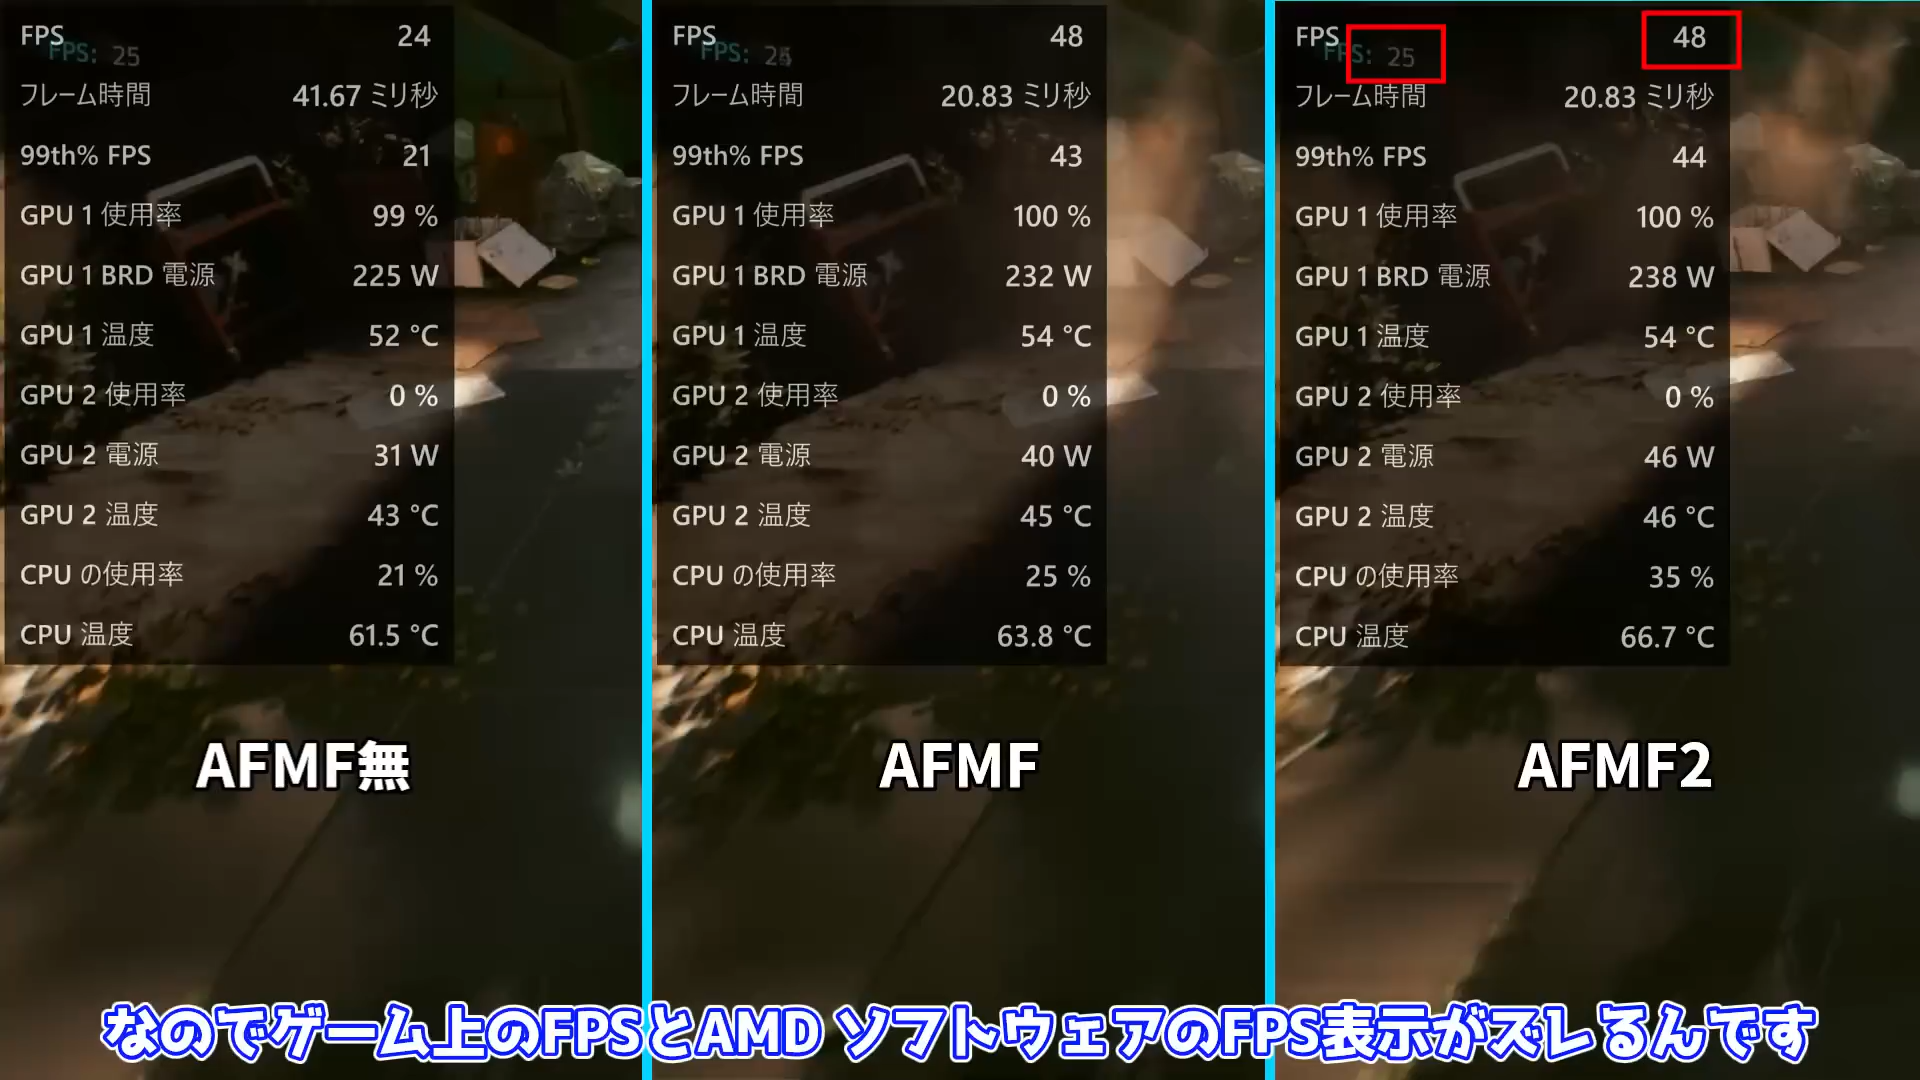 FPS 24
FPS: 25
フレーム時間 41.67 ミリ秒
99th% FPS 21
GPU 1 使用率 99 %
GPU 1 BRD 電源 225 W
GPU 1 温度 52 °C
GPU 2 使用率 0 %
GPU 2 電源 31 W
GPU 2 温度 43 °C
CPU の使用率 21 %
CPU 温度 61.5 °C
AFMF無
FPS 48
FPS:
フレーム時間 20.83 ミリ秒
99th% FPS 43
GPU 1 使用率 100 %
GPU 1 BRD 電源 232 W
GPU 1 温度 54 °C
GPU 2 使用率 0 %
GPU 2 電源 40 W
GPU 2 温度 45 °C
CPU の使用率 25 %
CPU 温度 63.8 °C
AFMF
FPS 48
FPS: 25
フレーム時間 20.83 ミリ秒
99th% FPS 44
GPU 1 使用率 100 %
GPU 1 BRD 電源 238 W
GPU 1 温度 54 °C
GPU 2 使用率 0 %
GPU 2 電源 46 W
GPU 2 温度 46 °C
CPU の使用率 35 %
CPU 温度 66.7 °C
AFMF2
なのでゲーム上のFPSとAMD ソフトウェアのFPS表示がズレるんです